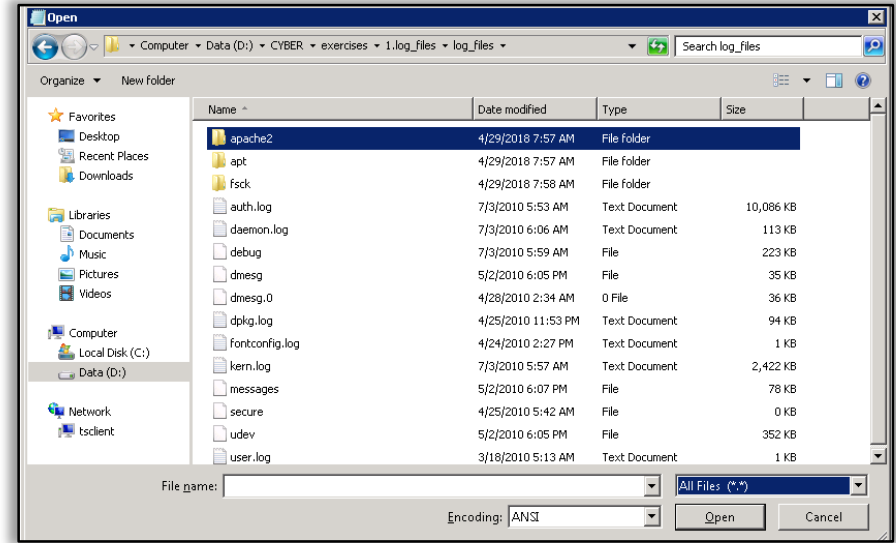 Open
Computer Data (D:) CYBER exercises 1.log_files log_files
Search log_files
Organize New folder
Favorites
Desktop
Recent Places
Downloads
Libraries
Documents
Music
Pictures
Videos
Computer
Local Disk (C:)
Data (D:)
Network
tsclient
Name Date modified Type Size
apache2 4/29/2018 7:57 AM File folder
apt 4/29/2018 7:57 AM File folder
fsck 4/29/2018 7:58 AM File folder
auth.log 7/3/2010 5:53 AM Text Document 10,086 KB
daemon.log 7/3/2010 6:06 AM Text Document 113 KB
debug 7/3/2010 5:59 AM File 223 KB
dmesg 5/2/2010 6:05 PM File 35 KB
dmesg.0 4/28/2010 2:34 AM 0 File 36 KB
dpkg.log 4/25/2010 11:53 PM Text Document 94 KB
fontconfig.log 4/24/2010 2:27 PM Text Document 1 KB
kern.log 7/3/2010 5:57 AM Text Document 2,422 KB
messages 5/2/2010 6:07 PM File 78 KB
secure 4/25/2010 5:42 AM File 0 KB
udev 5/2/2010 6:05 PM File 352 KB
user.log 3/18/2010 5:13 AM Text Document 1 KB
File name: All Files (*.*)
Encoding: ANSI Open Cancel